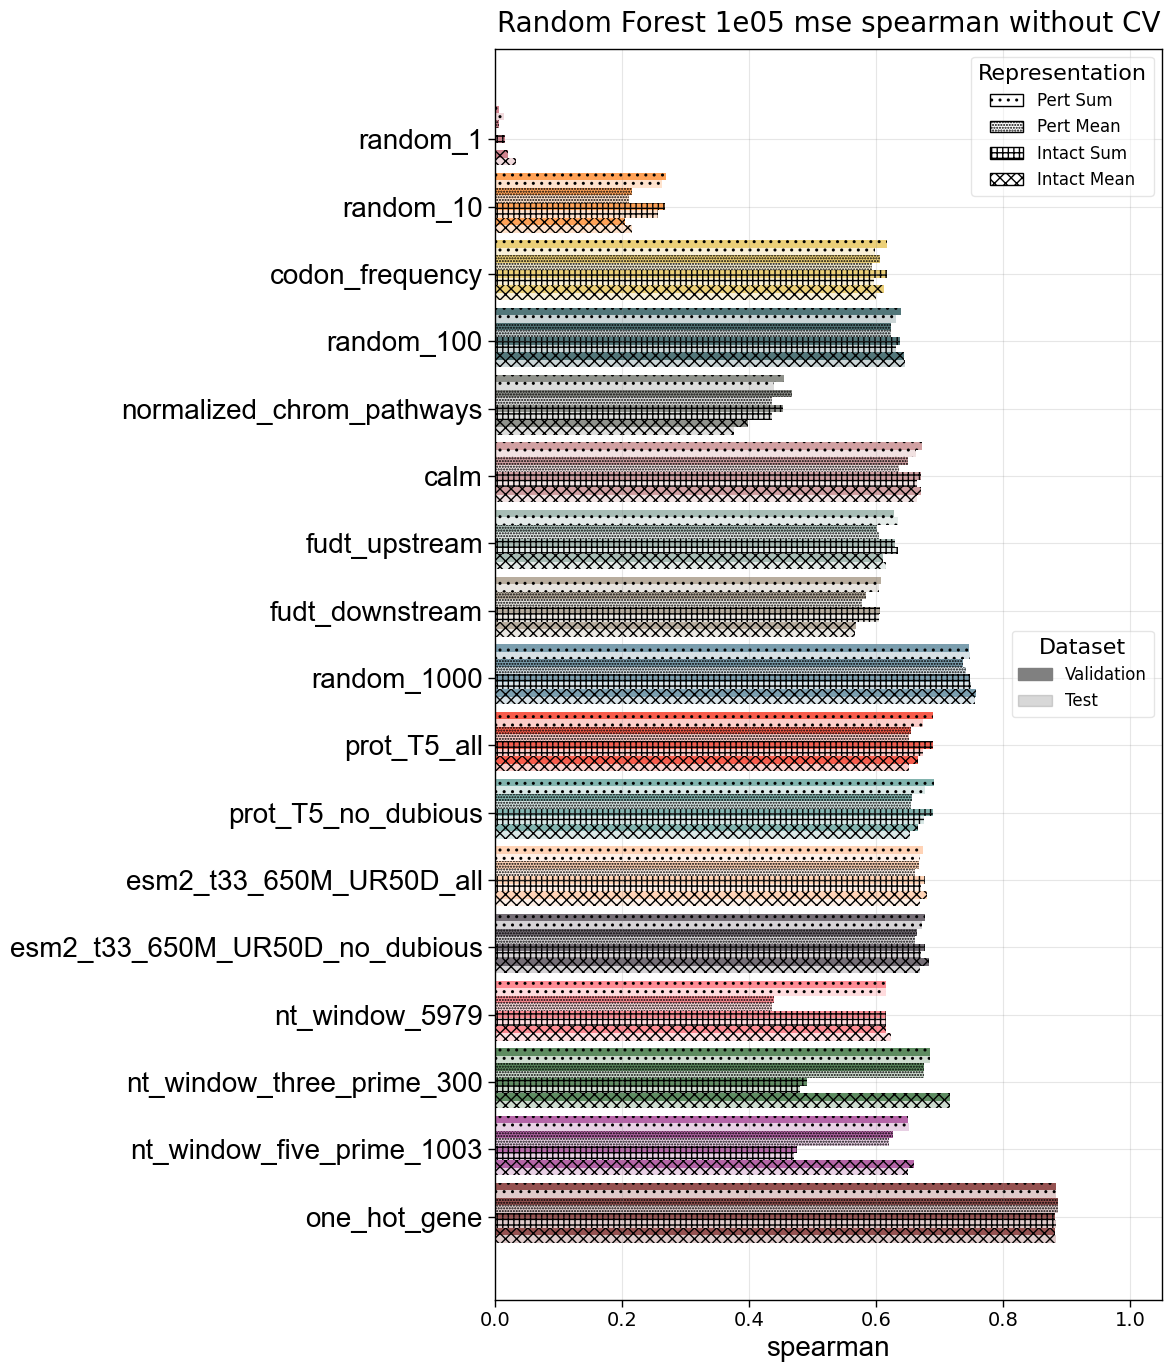 Random Forest 1e05 mse spearman without CV
Representation
Pert Sum
Pert Mean
Intact Sum
Intact Mean
random_1
random_10
codon_frequency
random_100
normalized_chrom_pathways
calm
fudt_upstream
fudt_downstream
Dataset
Validation
Test
random_1000
prot_T5_all
prot_T5_no_dubious
esm2_t33_650M_UR50D_all
esm2_t33_650M_UR50D_no_dubious
nt_window_5979
nt_window_three_prime_300
nt_window_five_prime_1003
one_hot_gene
0.0 0.2 0.4 0.6 0.8 1.0
spearman